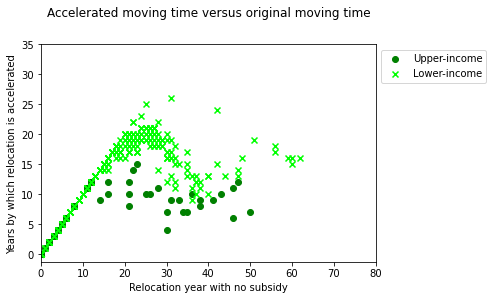 Accelerated moving time versus original moving time
35
30
25
20
15
10
5
0
Years by which relocation is accelerated
0 10 20 30 40 50 60 70 80
Relocation year with no subsidy
Upper-income
Lower-income